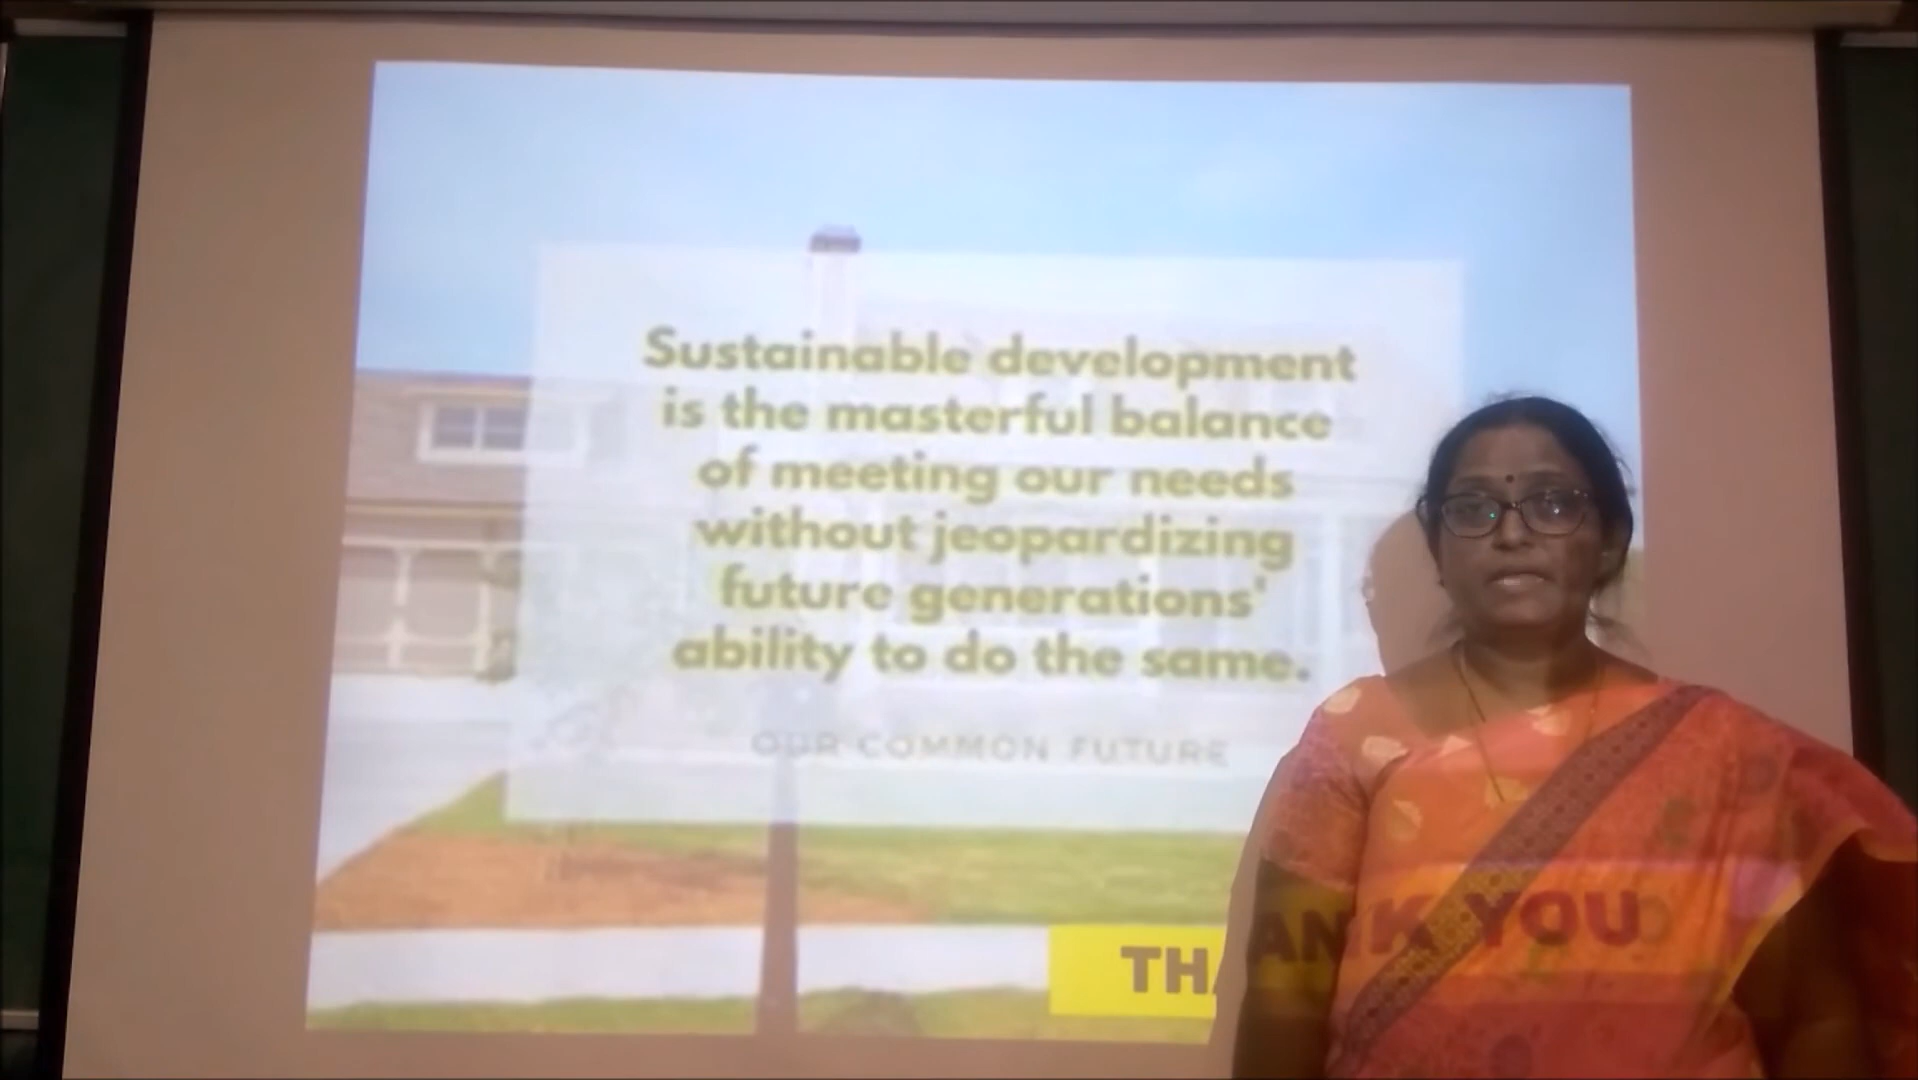 Sustainable development
is the masterful balance
of meeting our needs
without jeopardizing
future generations'
ability to do the same.
OUR COMMON FUTURE
THANK YOU